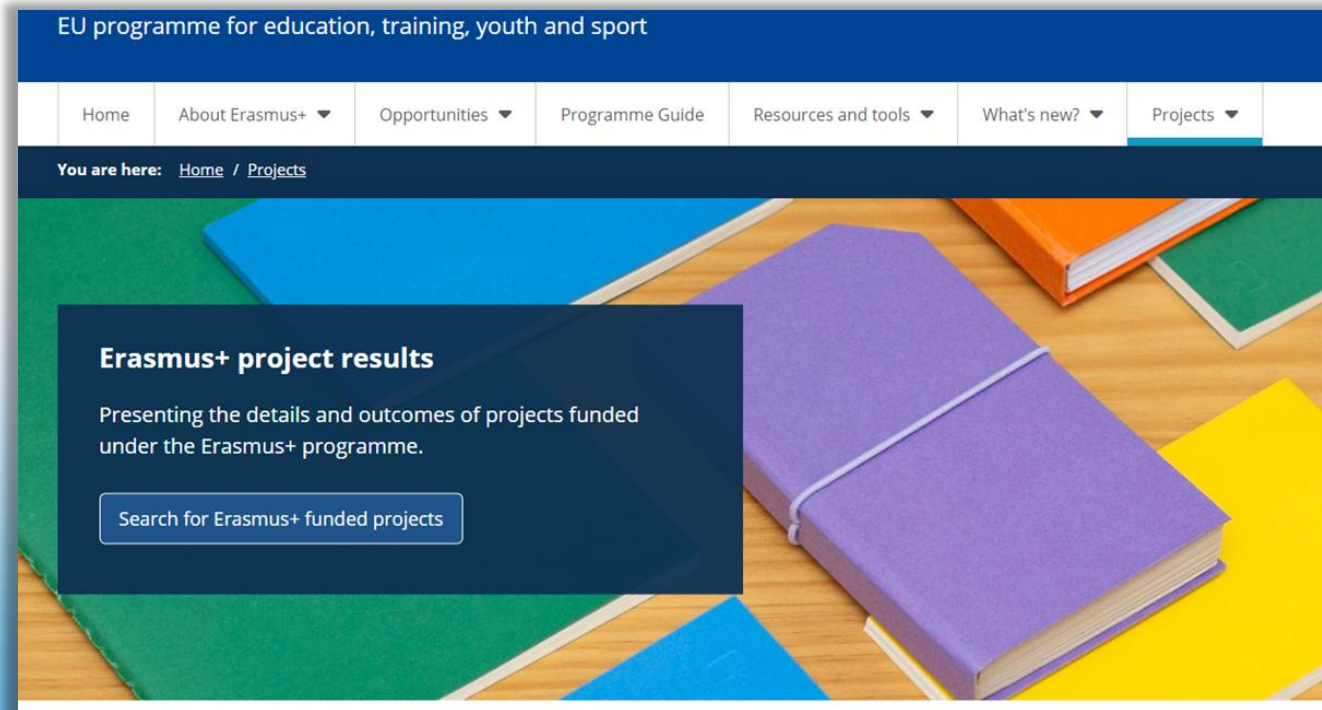 EU programme for education, training, youth and sport
Home
About Erasmus+
Opportunities
Programme Guide
Resources and tools
What's new?
Projects
You are here: Home / Projects
Erasmus+ project results
Presenting the details and outcomes of projects funded
under the Erasmus+ programme.
Search for Erasmus+ funded projects